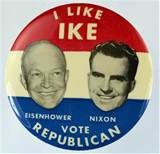 I LIKE
IKE
EISENHOWER NIXON
VOTE
REPUBLICAN